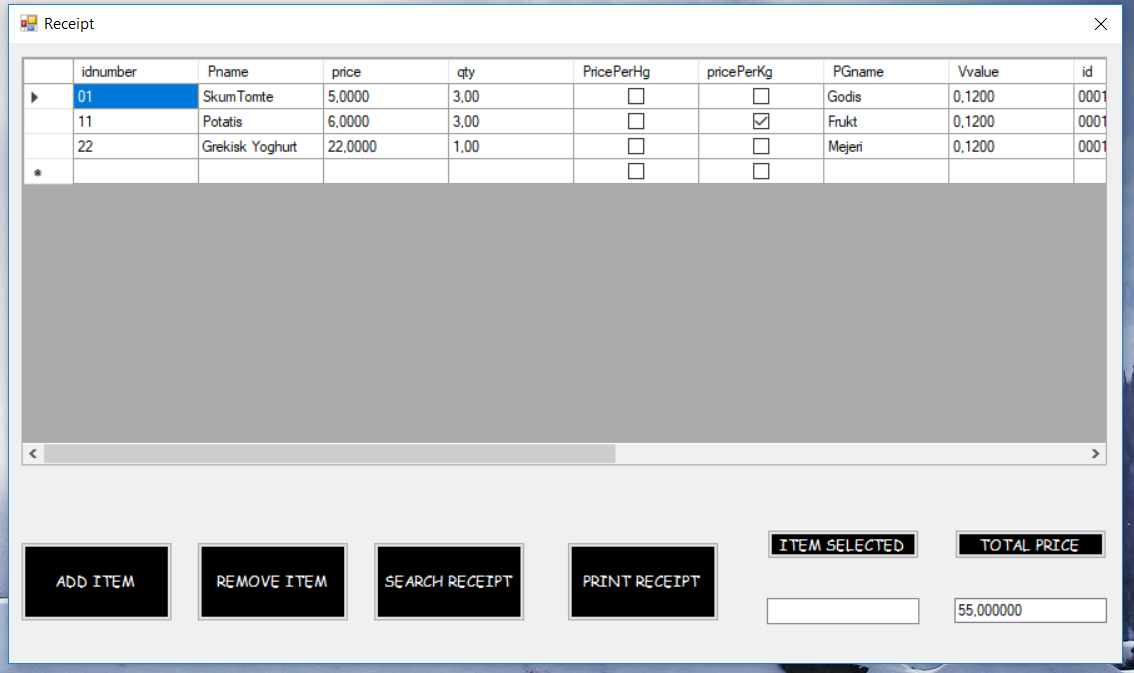 Receipt
idnumber Pname price qty PricePerHg pricePerKg PGname Vvalue id
01 SkumTomte 5,0000 3,00 Godis 0,1200 0001
11 Potatis 6,0000 3,00 Frukt 0,1200 0001
22 Grekisk Yoghurt 22,0000 1,00 Mejeri 0,1200 0001
ITEM SELECTED TOTAL PRICE
ADD ITEM REMOVE ITEM SEARCH RECEIPT PRINT RECEIPT
55,000000